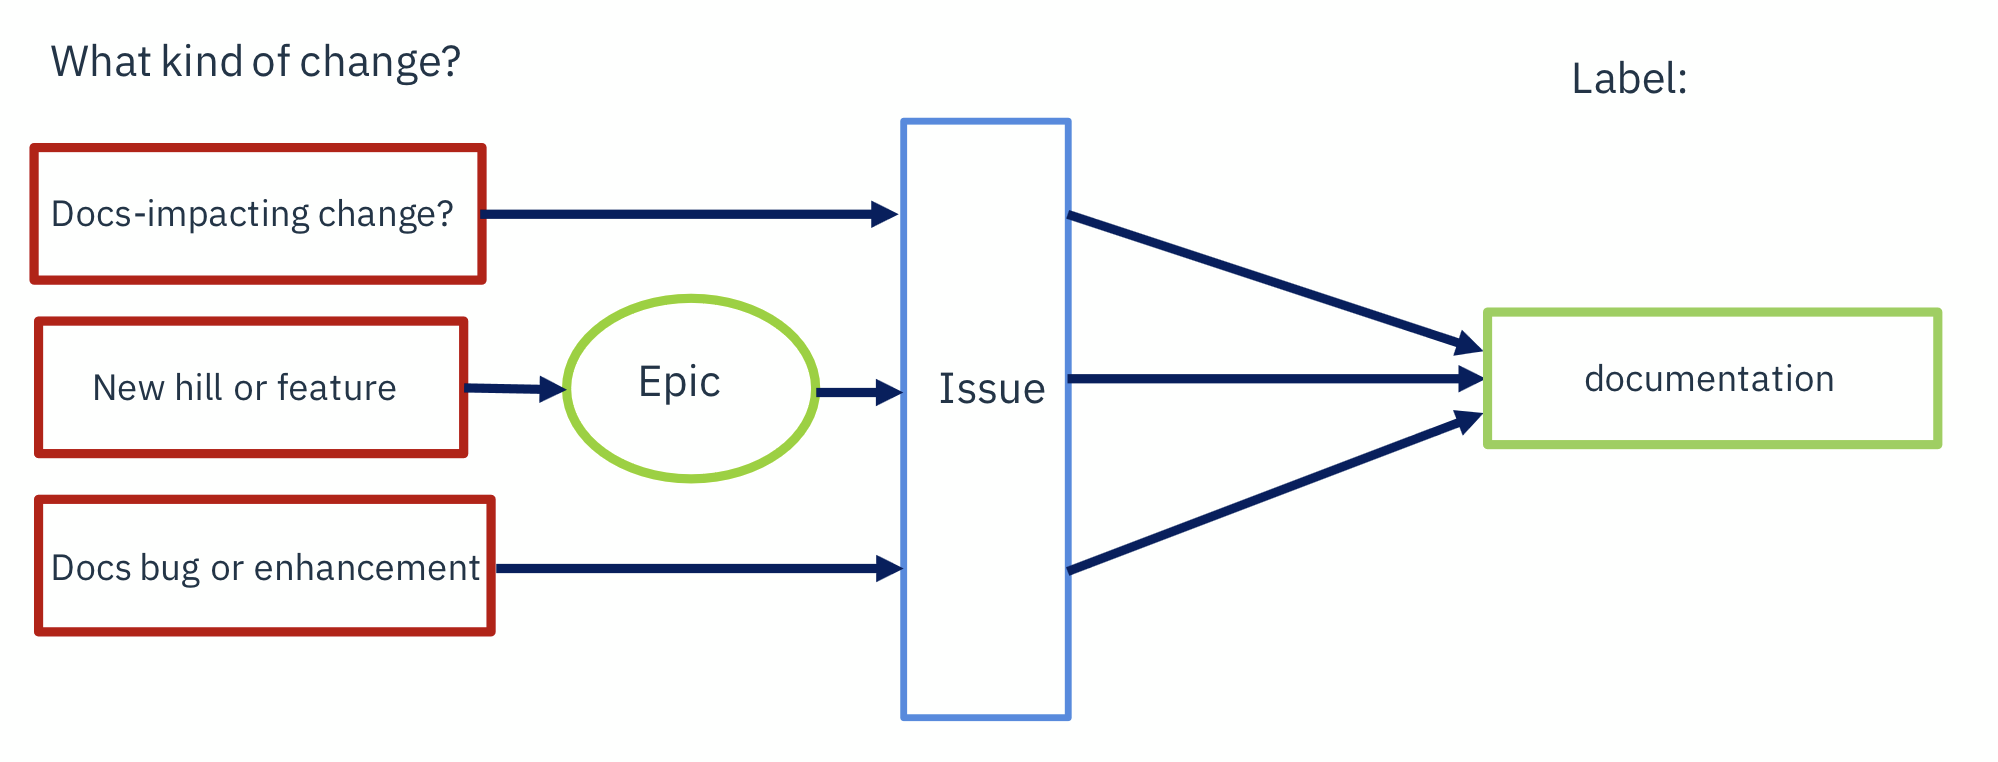 What kind of change?
Label:
Docs-impacting change?
New hill or feature
Epic
Issue
documentation
Docs bug or enhancement